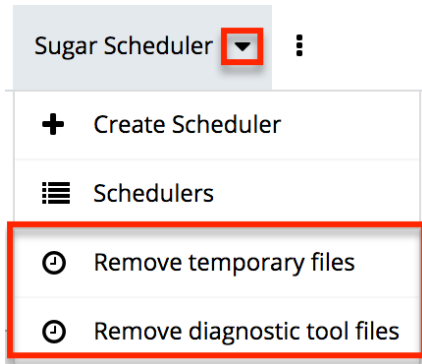 Sugar Scheduler
Create Scheduler
Schedulers
Remove temporary files
Remove diagnostic tool files